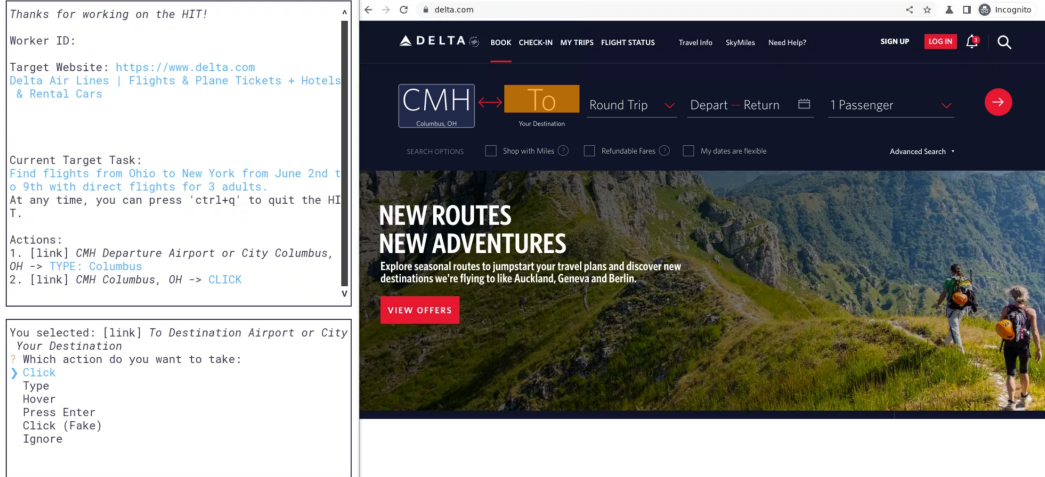 Thanks for working on the HIT!
Worker ID:
Target Website: https://www.delta.com
Delta Air Lines | Flights & Plane Tickets + Hotels
& Rental Cars
Current Target Task:
Find flights from Ohio to New York from June 2nd t
o 9th with direct flights for 3 adults.
At any time, you can press 'ctrl+q' to quit the HI
T.
Actions:
1. [link] CMH Departure Airport or City Columbus,
OH -> TYPE: Columbus
2. [link] CMH Columbus, OH -> CLICK
You selected: [link] To Destination Airport or City
Your Destination
? Which action do you want to take:
❯ Click
Type
Hover
Press Enter
Click (Fake)
Ignore
delta.com
Incognito
DELTA BOOK CHECK-IN MY TRIPS FLIGHT STATUS Travel Info SkyMiles Need Help? SIGN UP LOG IN
CMH To Round Trip Depart — Return 1 Passenger
Columbus, OH Your Destination
SEARCH OPTIONS Shop with Miles ? Refundable Fares ? My dates are flexible Advanced Search
NEW ROUTES
NEW ADVENTURES
Explore seasonal routes to jumpstart your travel plans and discover new
destinations we're flying to like Auckland, Geneva and Berlin.
VIEW OFFERS